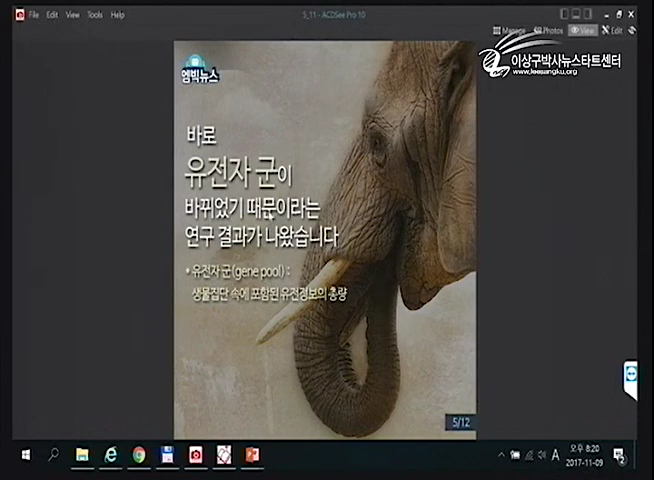 File Edit View Tools Help
5_11 - ACDSee Pro 10
Manage Photos View Edit
이상구박사뉴스타트센터
www.leesangku.org
엠빅뉴스
바로
유전자 군이
바뀌었기 때문이라는
연구 결과가 나왔습니다
• 유전자 군(gene pool) :
생물집단 속에 포함된 유전정보의 총량
5/12
A
오후 8:20
2017-11-09